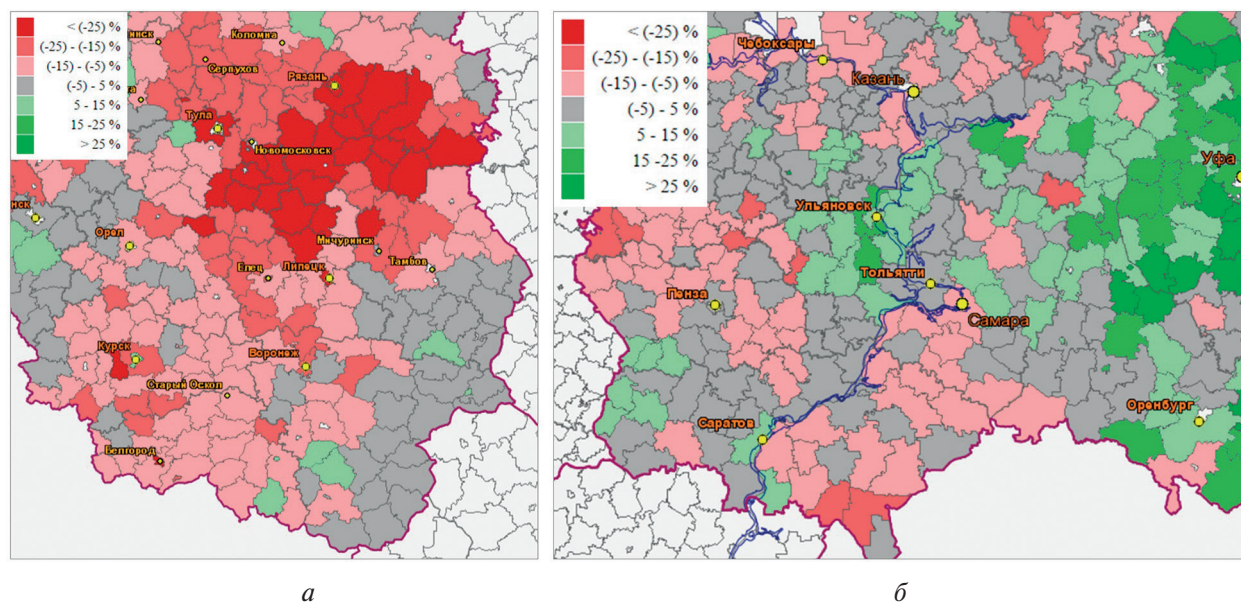 < (-25) %
(-25) - (-15) %
(-15) - (-5) %
(-5) - 5 %
5 - 15 %
15 -25 %
> 25 %
Коломна
Серпухов
Рязань
Тула
Новомосковск
Орел
Мичуринск
Тамбов
Елец
Липецк
Курск
Воронеж
Старый Оскол
Белгород
а
< (-25) %
(-25) - (-15) %
(-15) - (-5) %
(-5) - 5 %
5 - 15 %
15 -25 %
> 25 %
Чебоксары
Казань
Уфа
Ульяновск
Тольятти
Пенза
Самара
Оренбург
Саратов
б